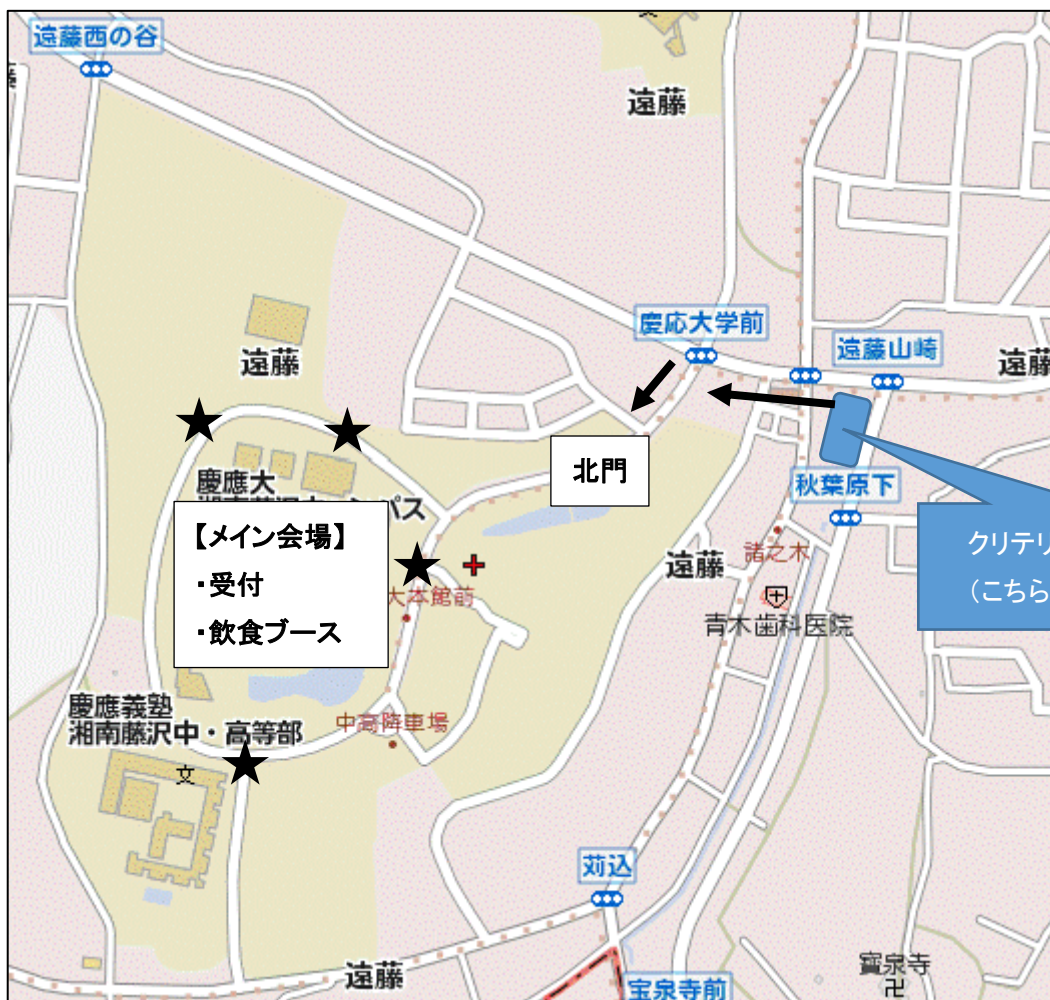 遠藤西の谷
遠藤
慶応大学前
遠藤山崎
遠藤
遠藤
北門
秋葉原下
慶應大
パス
【メイン会場】
・受付
・飲食ブース
クリテリ
（こちら
諸之木
遠藤
大本館前
青木歯科医院
慶應義塾
湘南藤沢中・高等部
中高降車場
文
苅込
遠藤
寶泉寺
宝泉寺前